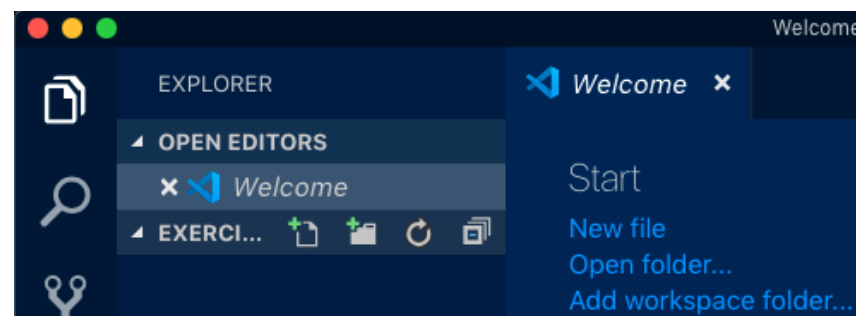 Welcome
EXPLORER
OPEN EDITORS
Welcome
EXERCI...
Welcome
Start
New file
Open folder...
Add workspace folder...